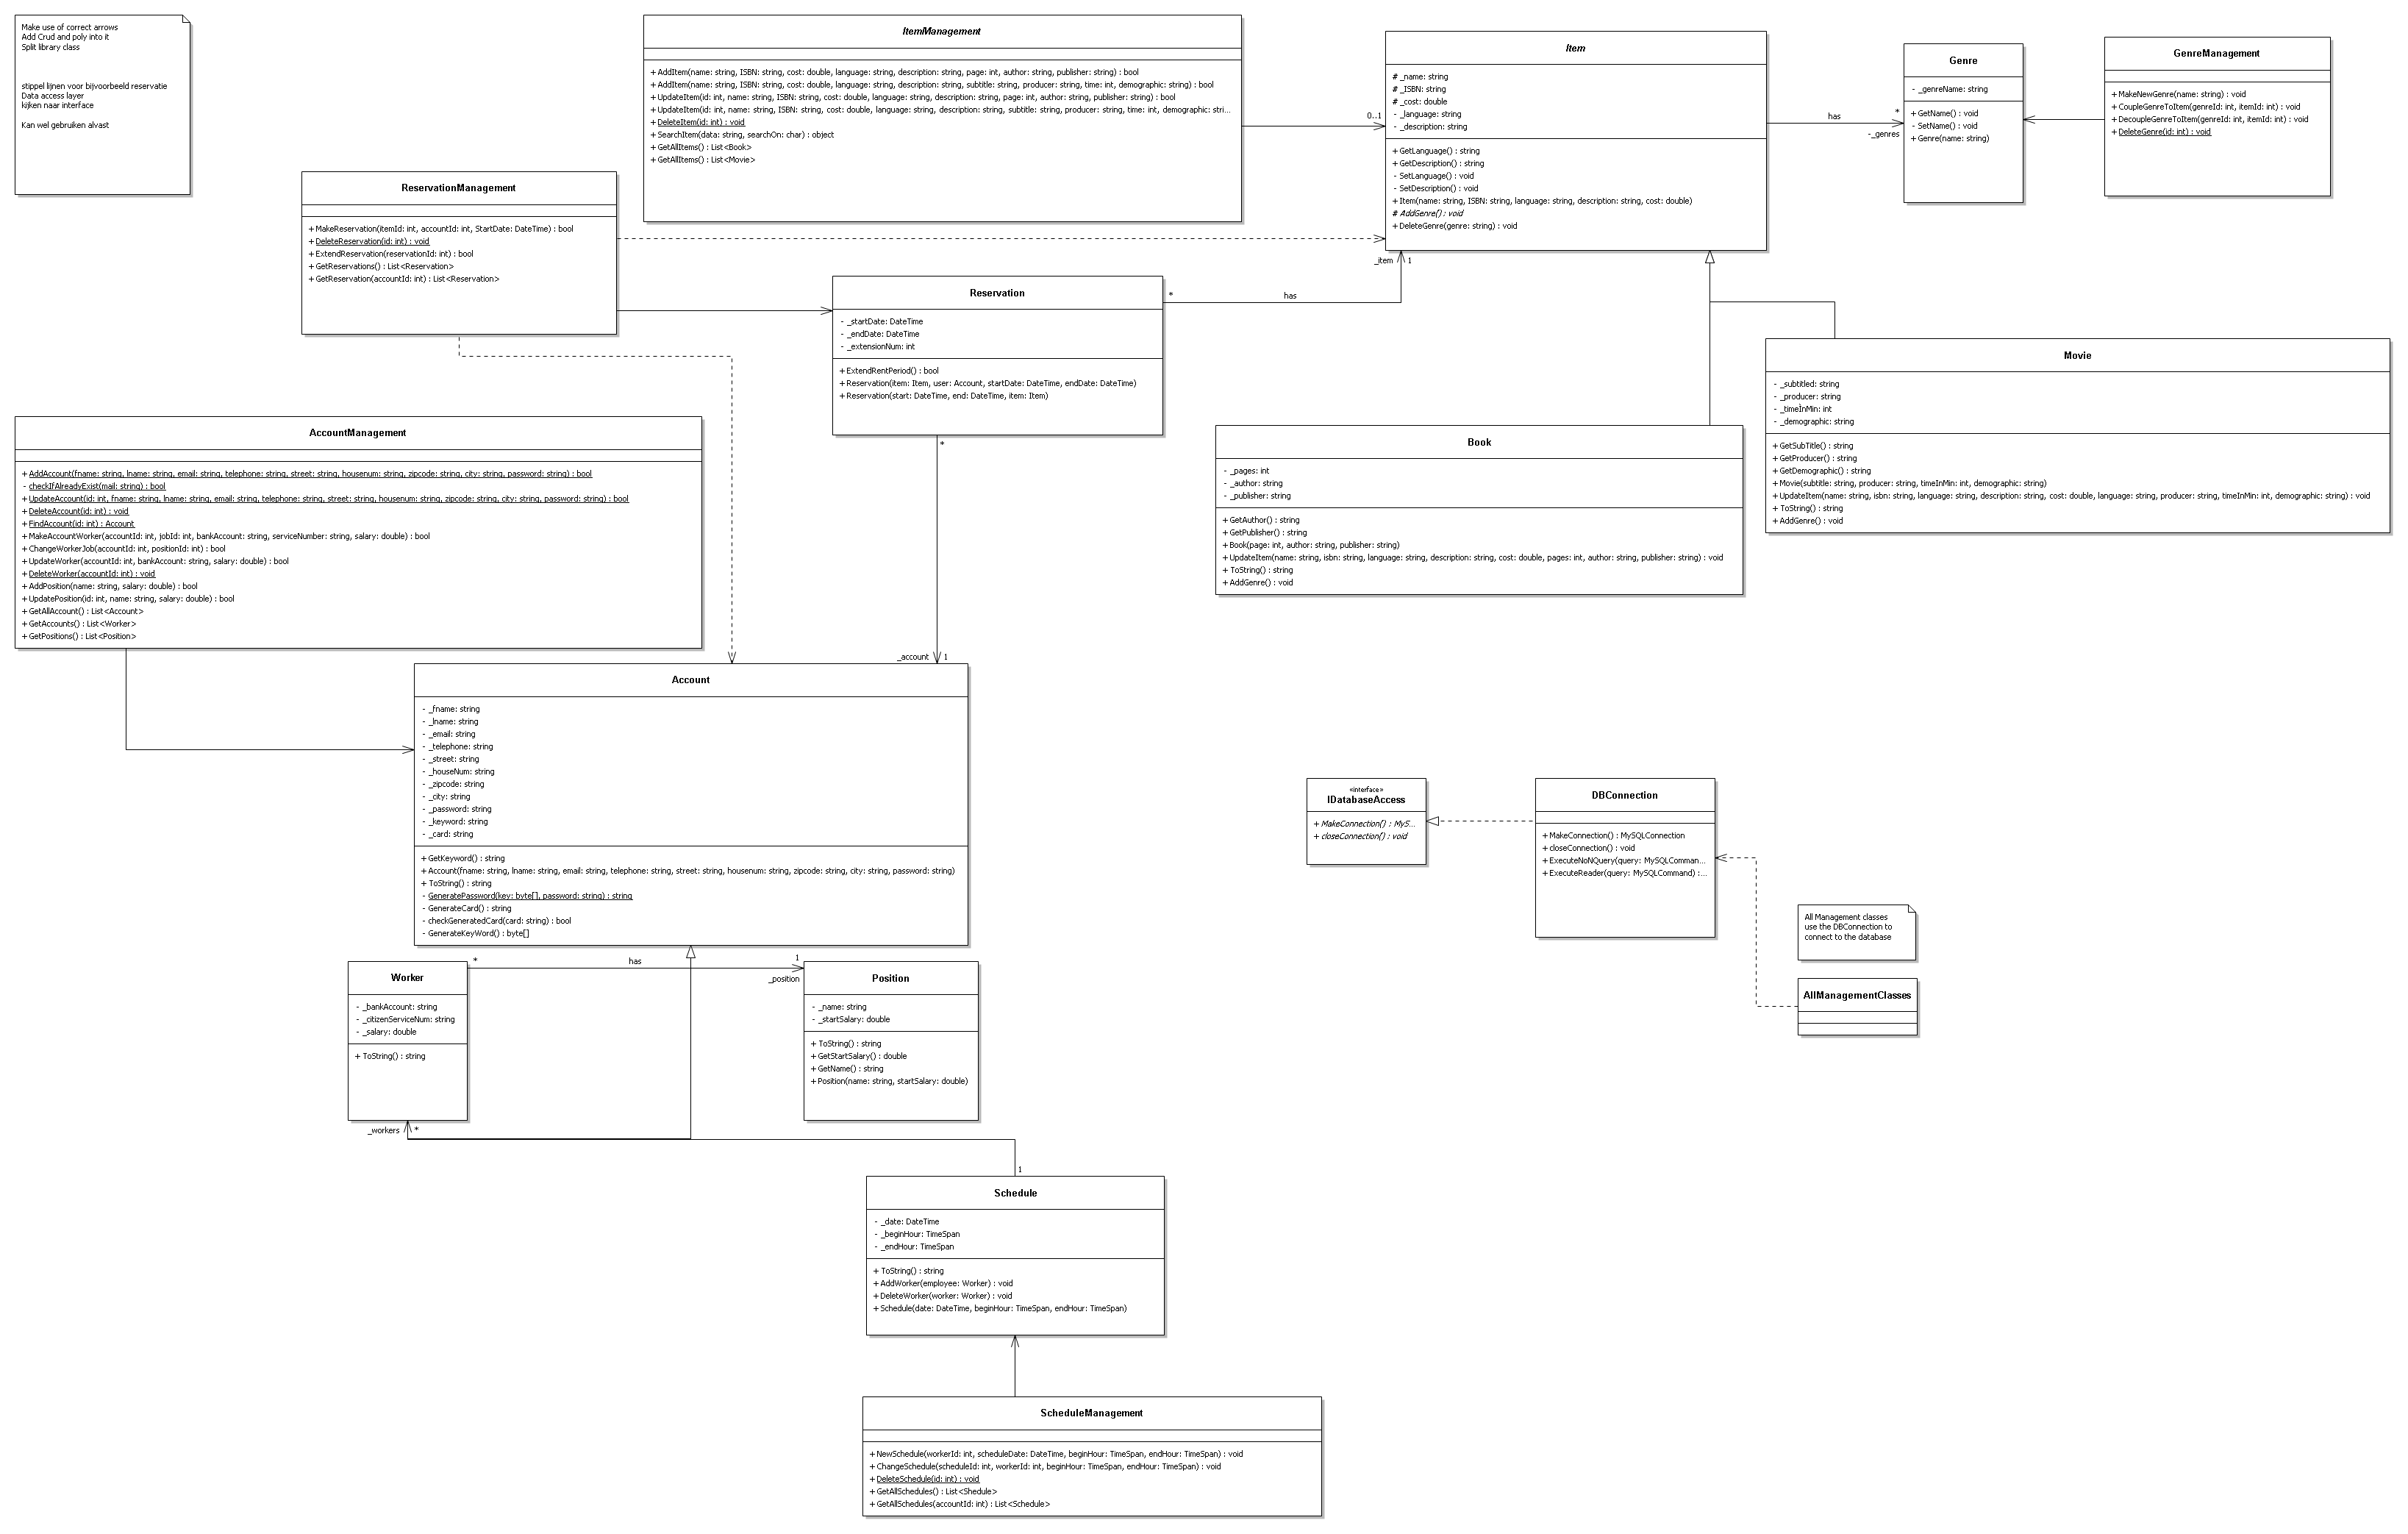 Make use of correct arrows
Add Crud and poly into it
Split library class
stippel lijnen voor bijvoorbeeld reservatie
Data access layer
kijken naar interface
Kan wel gebruiken alvast
ItemManagement
+ AddItem(name: string, ISBN: string, cost: double, language: string, description: string, page: int, author: string, publisher: string) : bool
+ AddItem(name: string, ISBN: string, cost: double, language: string, description: string, subtitle: string, producer: string, time: int, demographic: string) : bool
+ UpdateItem(id: int, name: string, ISBN: string, cost: double, language: string, description: string, page: int, author: string, publisher: string) : bool
+ UpdateItem(id: int, name: string, ISBN: string, cost: double, language: string, description: string, subtitle: string, producer: string, time: int, demographic: stri...
+ DeleteItem(id: int) : void
+ SearchItem(data: string, searchOn: char) : object
+ GetAllItems() : List<Book>
+ GetAllItems() : List<Movie>
0..1
Item
# _name: string
# _ISBN: string
# _cost: double
- _language: string
- _description: string
+ GetLanguage() : string
+ GetDescription() : string
- SetLanguage() : void
- SetDescription() : void
+ Item(name: string, ISBN: string, language: string, description: string, cost: double)
# AddGenre() : void
+ DeleteGenre(genre: string) : void
has
*
- _genres
Genre
- _genreName: string
+ GetName() : void
- SetName() : void
+ Genre(name: string)
GenreManagement
+ MakeNewGenre(name: string) : void
+ CoupleGenreToItem(genreId: int, itemId: int) : void
+ DecoupleGenreToItem(genreId: int, itemId: int) : void
+ DeleteGenre(id: int) : void
ReservationManagement
+ MakeReservation(itemId: int, accountId: int, StartDate: DateTime) : bool
+ DeleteReservation(id: int) : void
+ ExtendReservation(reservationId: int) : bool
+ GetReservations() : List<Reservation>
+ GetReservation(accountId: int) : List<Reservation>
Reservation
- _startDate: DateTime
- _endDate: DateTime
- _extensionNum: int
+ ExtendRentPeriod() : bool
+ Reservation(item: Item, user: Account, startDate: DateTime, endDate: DateTime)
+ Reservation(start: DateTime, end: DateTime, item: Item)
*
has
_item
1
*
_account
1
Movie
- _subtitled: string
- _producer: string
- _timeÌnMin: int
- _demographic: string
+ GetSubTitle() : string
+ GetProducer() : string
+ GetDemographic() : string
+ Movie(subtitle: string, producer: string, timeInMin: int, demographic: string)
+ UpdateItem(name: string, isbn: string, language: string, description: string, cost: double, language: string, producer: string, timeInMin: int, demographic: string) : void
+ ToString() : string
+ AddGenre() : void
Book
- _pages: int
- _author: string
- _publisher: string
+ GetAuthor() : string
+ GetPublisher() : string
+ Book(page: int, author: string, publisher: string)
+ UpdateItem(name: string, isbn: string, language: string, description: string, cost: double, pages: int, author: string, publisher: string) : void
+ ToString() : string
+ AddGenre() : void
AccountManagement
+ AddAccount(fname: string, lname: string, email: string, telephone: string, street: string, housenum: string, zipcode: string, city: string, password: string) : bool
- checkIfAlreadyExist(mail: string) : bool
+ UpdateAccount(id: int, fname: string, lname: string, email: string, telephone: string, street: string, housenum: string, zipcode: string, city: string, password: string) : bool
+ DeleteAccount(id: int) : void
+ FindAccount(id: int) : Account
+ MakeAccountWorker(accountId: int, jobId: int, bankAccount: string, serviceNumber: string, salary: double) : bool
+ ChangeWorkerJob(accountId: int, positionId: int) : bool
+ UpdateWorker(accountId: int, bankAccount: string, salary: double) : bool
+ DeleteWorker(accountId: int) : void
+ AddPosition(name: string, salary: double) : bool
+ UpdatePosition(id: int, name: string, salary: double) : bool
+ GetAllAccount() : List<Account>
+ GetAccounts() : List<Worker>
+ GetPositions() : List<Position>
Account
- _fname: string
- _lname: string
- _email: string
- _telephone: string
- _street: string
- _houseNum: string
- _zipcode: string
- _city: string
- _password: string
- _keyword: string
- _card: string
+ GetKeyword() : string
+ Account(fname: string, lname: string, email: string, telephone: string, street: string, housenum: string, zipcode: string, city: string, password: string)
+ ToString() : string
- GeneratePassword(key: byte[], password: string) : string
- GenerateCard() : string
- checkGeneratedCard(card: string) : bool
- GenerateKeyWord() : byte[]
«interface»
IDatabaseAccess
+ MakeConnection() : MyS...
+ closeConnection() : void
DBConnection
+ MakeConnection() : MySQLConnection
+ closeConnection() : void
+ ExecuteNoNQuery(query: MySQLComman...
+ ExecuteReader(query: MySQLCommand) :...
All Management classes
use the DBConnection to
connect to the database
AllManagementClasses
Worker
- _bankAccount: string
- _citizenServiceNum: string
- _salary: double
+ ToString() : string
*
has
1
_position
Position
- _name: string
- _startSalary: double
+ ToString() : string
+ GetStartSalary() : double
+ GetName() : string
+ Position(name: string, startSalary: double)
_workers
*
1
Schedule
- _date: DateTime
- _beginHour: TimeSpan
- _endHour: TimeSpan
+ ToString() : string
+ AddWorker(employee: Worker) : void
+ DeleteWorker(worker: Worker) : void
+ Schedule(date: DateTime, beginHour: TimeSpan, endHour: TimeSpan)
ScheduleManagement
+ NewSchedule(workerId: int, scheduleDate: DateTime, beginHour: TimeSpan, endHour: TimeSpan) : void
+ ChangeSchedule(scheduleId: int, workerId: int, beginHour: TimeSpan, endHour: TimeSpan) : void
+ DeleteSchedule(id: int) : void
+ GetAllSchedules() : List<Shedule>
+ GetAllSchedules(accountId: int) : List<Schedule>